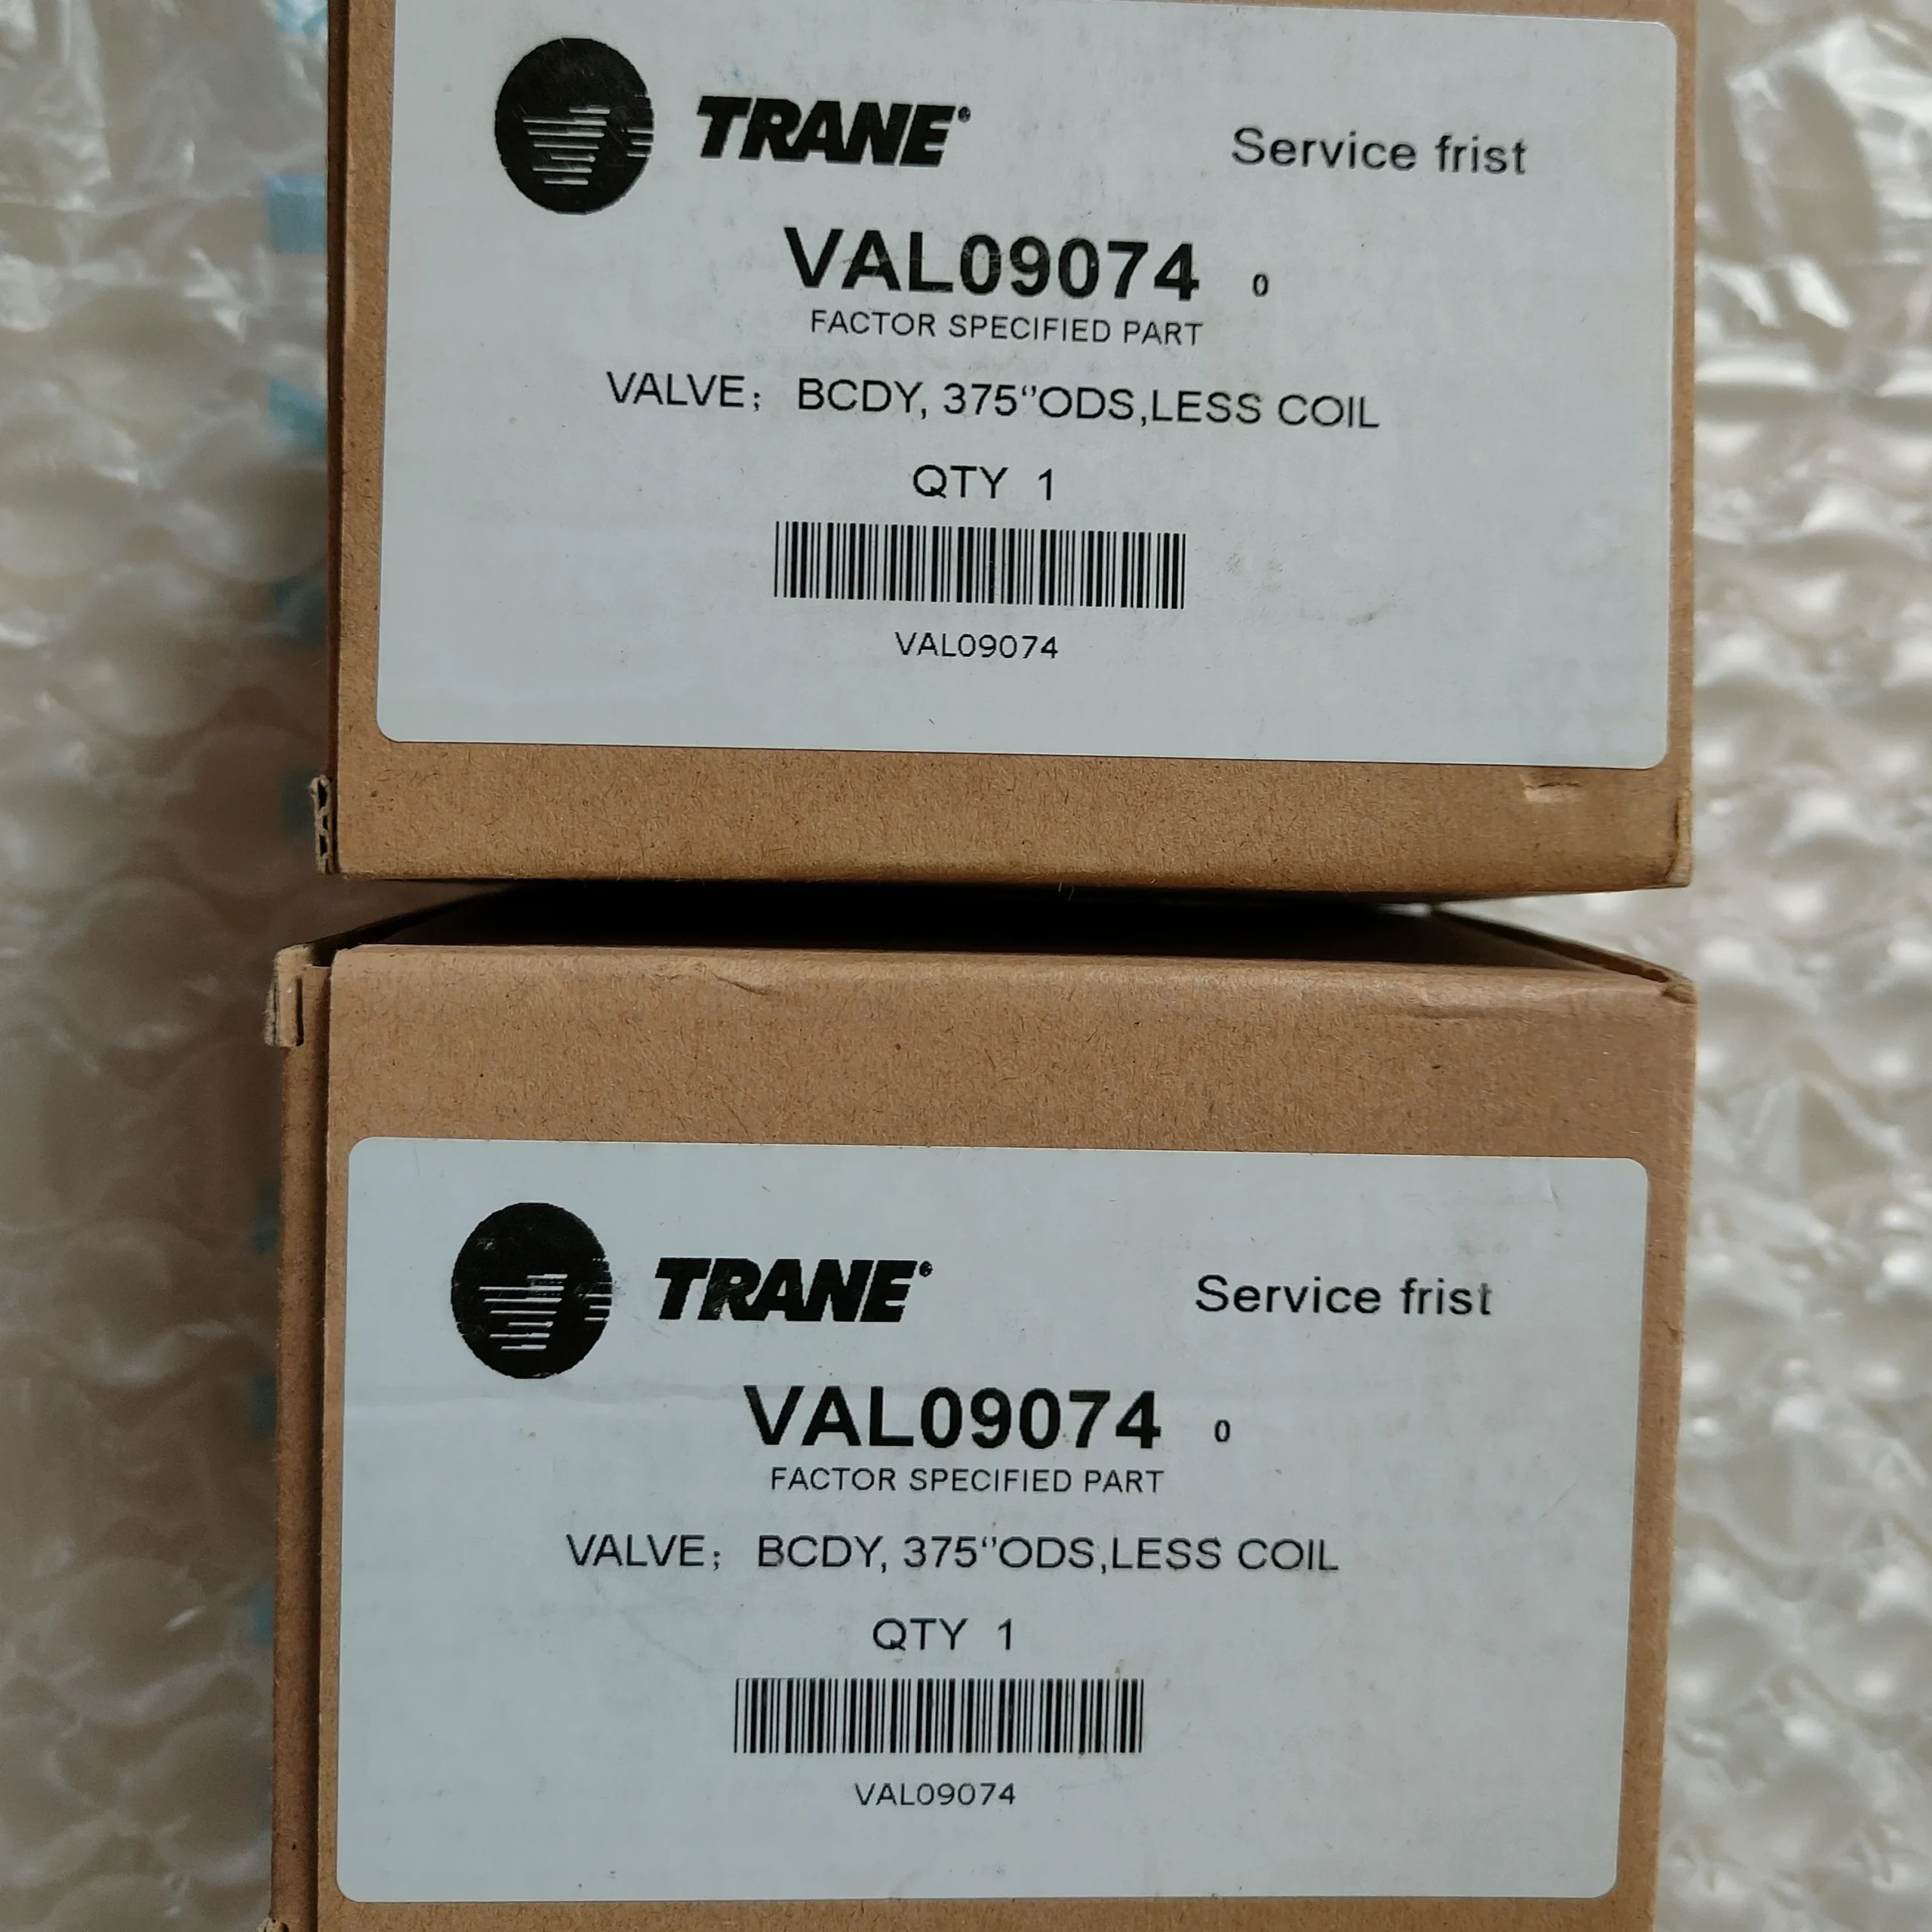 TRANE®
Service frist
VAL09074 0
FACTOR SPECIFIED PART
VALVE； BCDY, 375‘’ODS,LESS COIL
QTY 1
VAL09074
TRANE®
Service frist
VAL09074 0
FACTOR SPECIFIED PART
VALVE； BCDY, 375‘’ODS,LESS COIL
QTY 1
VAL09074